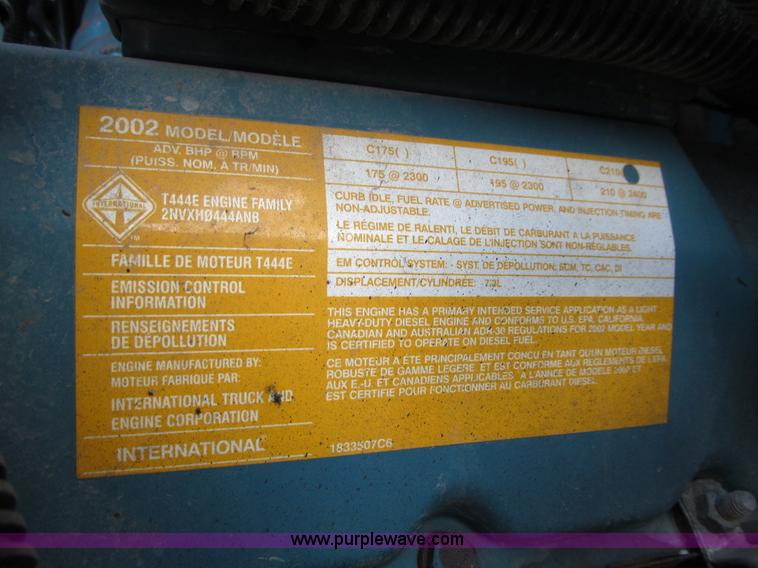 2002 MODEL/MODÈLE
ADV. BHP @ RPM
(PUISS. NOM, A TR/MIN)
C175( ) C195( ) C210
175 @ 2300 195 @ 2300 210 @ 2400
INTERNATIONAL
T444E ENGINE FAMILY
2NVXHØ444ANB
CURB IDLE, FUEL RATE @ ADVERTISED POWER, AND INJECTION TIMING ARE
NON-ADJUSTABLE.
LE RÉGIME DE RALENTI, LE DÉBIT DE CARBURANT A LA PUISSANCE
NOMINALE ET LE CALAGE DE L'INJECTION SONT NON-RÉGLABLES.
FAMILLE DE MOTEUR T444E
EM CONTROL SYSTEM: - SYST. DE DÉPOLLUTION: ECM, TC, CAC, DI
DISPLACEMENT/CYLINDRÉE: 7.3L
EMISSION CONTROL
INFORMATION
RENSEIGNEMENTS
DE DÉPOLLUTION
THIS ENGINE HAS A PRIMARY INTENDED SERVICE APPLICATION AS A LIGHT
HEAVY-DUTY DIESEL ENGINE AND CONFORMS TO U.S. EPA, CALIFORNIA,
CANADIAN AND AUSTRALIAN ADR 30 REGULATIONS FOR 2002 MODEL YEAR AND
IS CERTIFIED TO OPERATE ON DIESEL FUEL.
ENGINE MANUFACTURED BY:
MOTEUR FABRIQUE PAR:
INTERNATIONAL TRUCK AND
ENGINE CORPORATION
CE MOTEUR A ÉTÉ PRINCIPALEMENT CONCU EN TANT QU'UN MOTEUR DIESEL
ROBUSTE DE GAMME LEGERE ET EST CONFORME AUX REGLEMENTS DE L'EPA,
AUX E.-U. ET CANADIENS APPLICABLES A L'ANNÉE DE MODÈLE 2002 ET
EST CERTIFIÉ POUR FONCTIONNER AU CARBURANT DIESEL.
INTERNATIONAL
1833507C6
www.purplewave.com